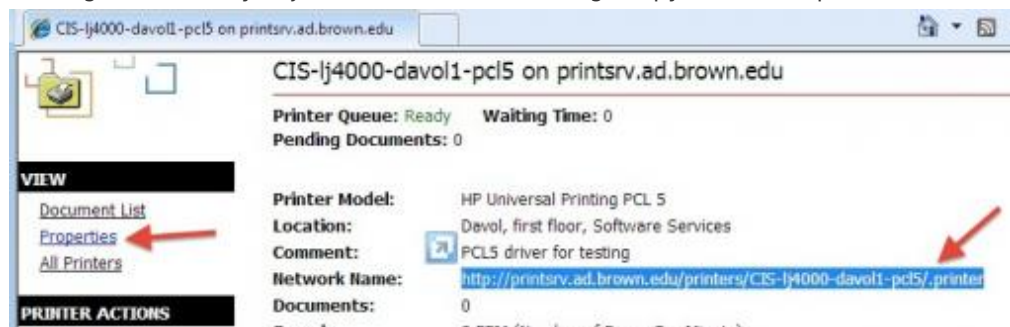 CIS-lj4000-davol1-pcl5 on printsrv.ad.brown.edu
CIS-lj4000-davol1-pcl5 on printsrv.ad.brown.edu
Printer Queue: Ready Waiting Time: 0
Pending Documents: 0
VIEW
Document List
Properties
All Printers
PRINTER ACTIONS
Printer Model: HP Universal Printing PCL 5
Location: Davol, first floor, Software Services
Comment: PCL5 driver for testing
Network Name: http://printsrv.ad.brown.edu/printers/CIS-lj4000-davol1-pcl5/.printer
Documents: 0